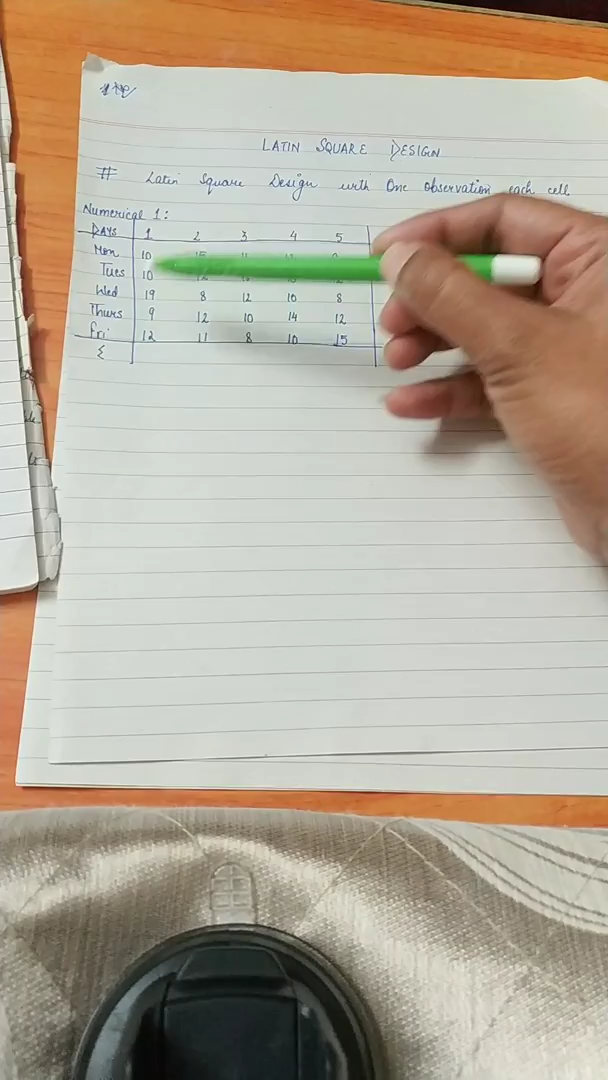 LATIN SQUARE DESIGN
# Latin Square Design with One observation each cell
Numerical 1:
DAYS 1 2 3 4 5
Mon 10
Tues 10
Wed 19 8 12 10 8
Thurs 9 12 10 14 12
Fri 12 11 8 10 15
Σ